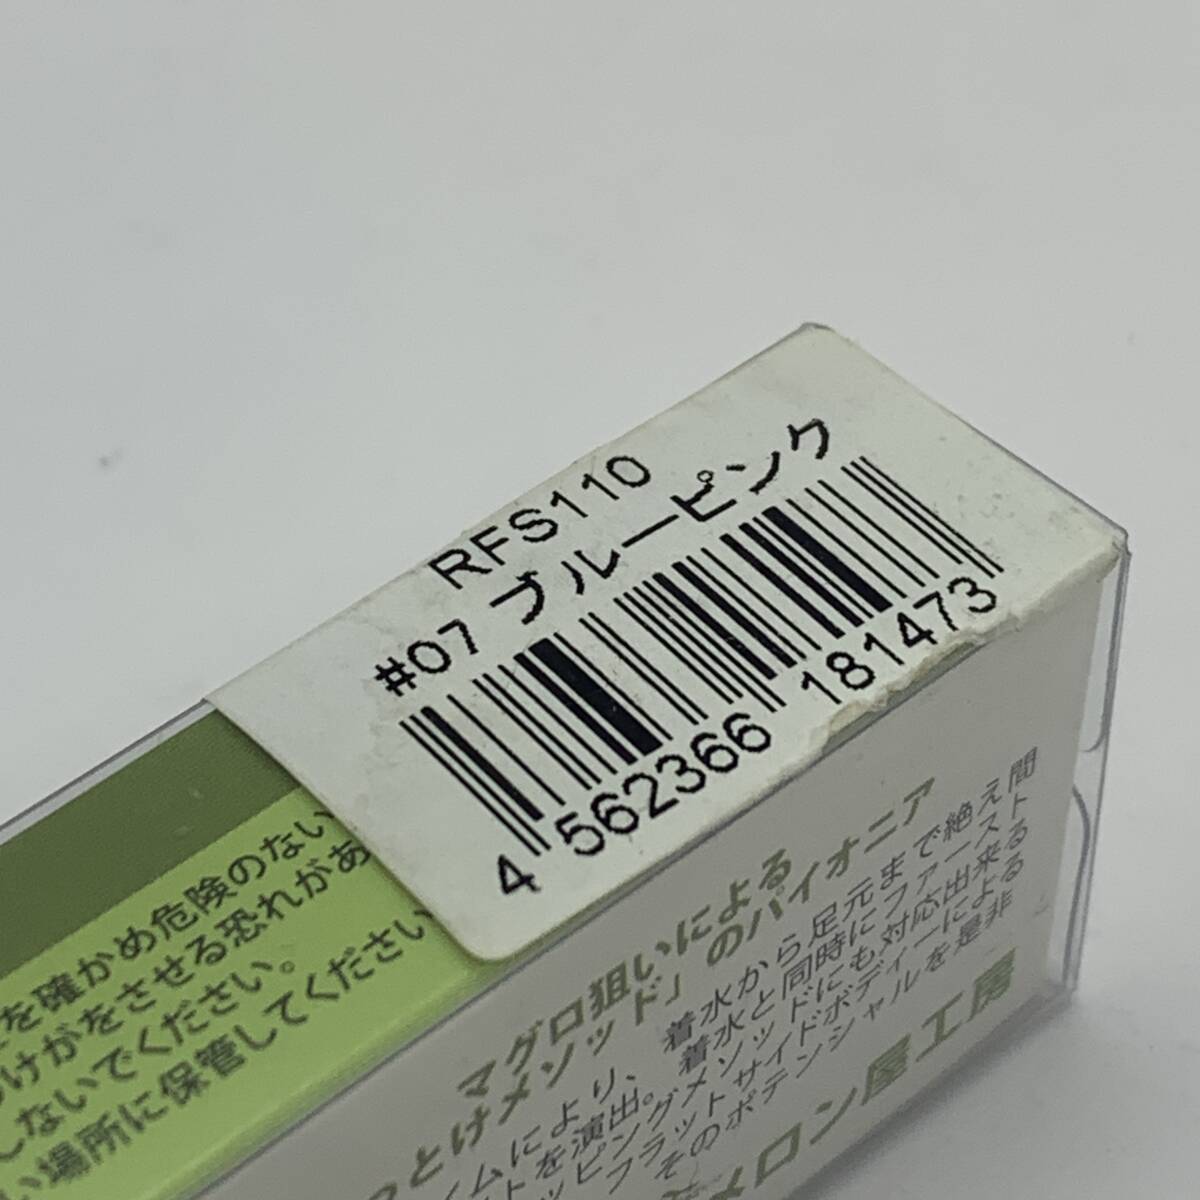 RFS110
#07 ブルーピンク
4 562366 181473
を確かめ危険のない
けがをさせる恐れがあ
しないでください。
い場所に保管してください
マグロ狙いによる
とけメソッド」のパイオニア
ムにより、着水から足元まで絶え間
トを演出。着水と同時にファースト
ッピングメソッドにも対応出来る
フラットサイドボディーによる
そのポテンシャルを是非
メロン屋工房